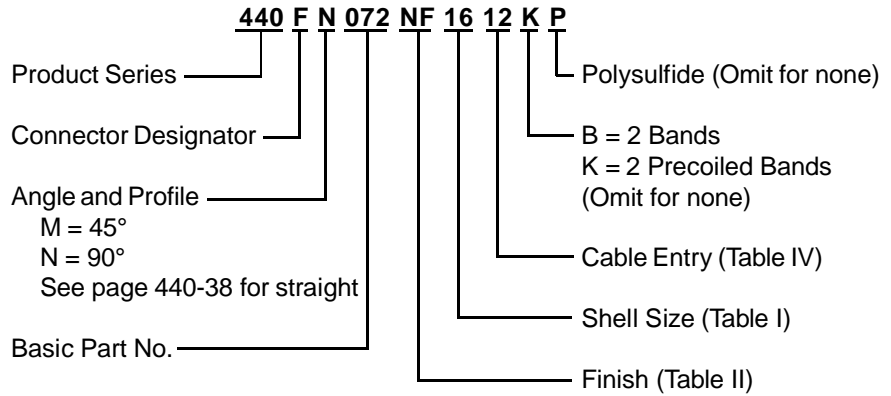 440 F N 072 NF 16 12 K P
Product Series
Connector Designator
Angle and Profile
M = 45°
N = 90°
See page 440-38 for straight
Basic Part No.
Polysulfide (Omit for none)
B = 2 Bands
K = 2 Precoiled Bands
(Omit for none)
Cable Entry (Table IV)
Shell Size (Table I)
Finish (Table II)